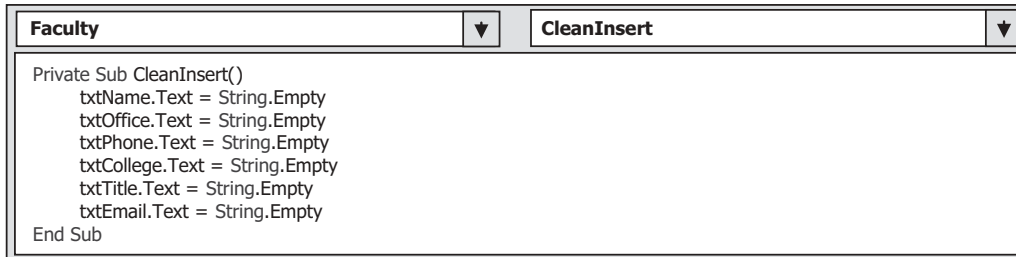 Faculty CleanInsert
Private Sub CleanInsert()
txtName.Text = String.Empty
txtOffice.Text = String.Empty
txtPhone.Text = String.Empty
txtCollege.Text = String.Empty
txtTitle.Text = String.Empty
txtEmail.Text = String.Empty
End Sub